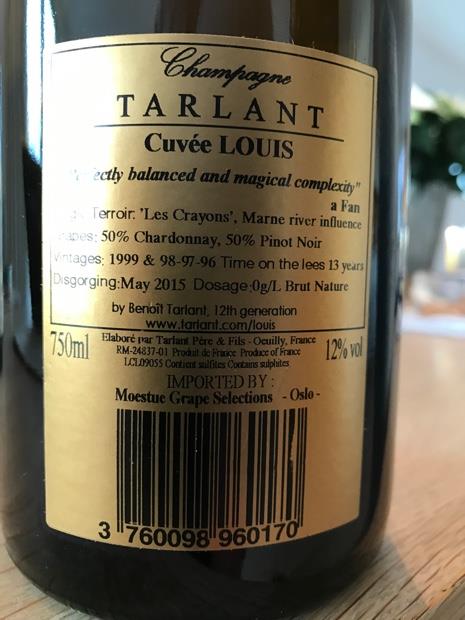 Champagne
TARLANT
Cuvée LOUIS
balanced and magical complexity"
a Fan
Terroir: 'Les Crayons', Marne river influence
50% Chardonnay, 50% Pinot Noir
Vintages: 1999 & 98-97-96 Time on the lees 13 years
Disgorging:May 2015 Dosage:0g/L Brut Nature
by Benoît Tarlant, 12th generation
www.tarlant.com/louis
750ml
Elaboré par Tarlant Père & Fils - Oeuilly, France
RM-24837-01 Produit de France Produce of France
LCL09055 Contient sulfites Contains sulphites
12% vol
IMPORTED BY :
Moestue Grape Selections - Oslo -
3 760098 960170